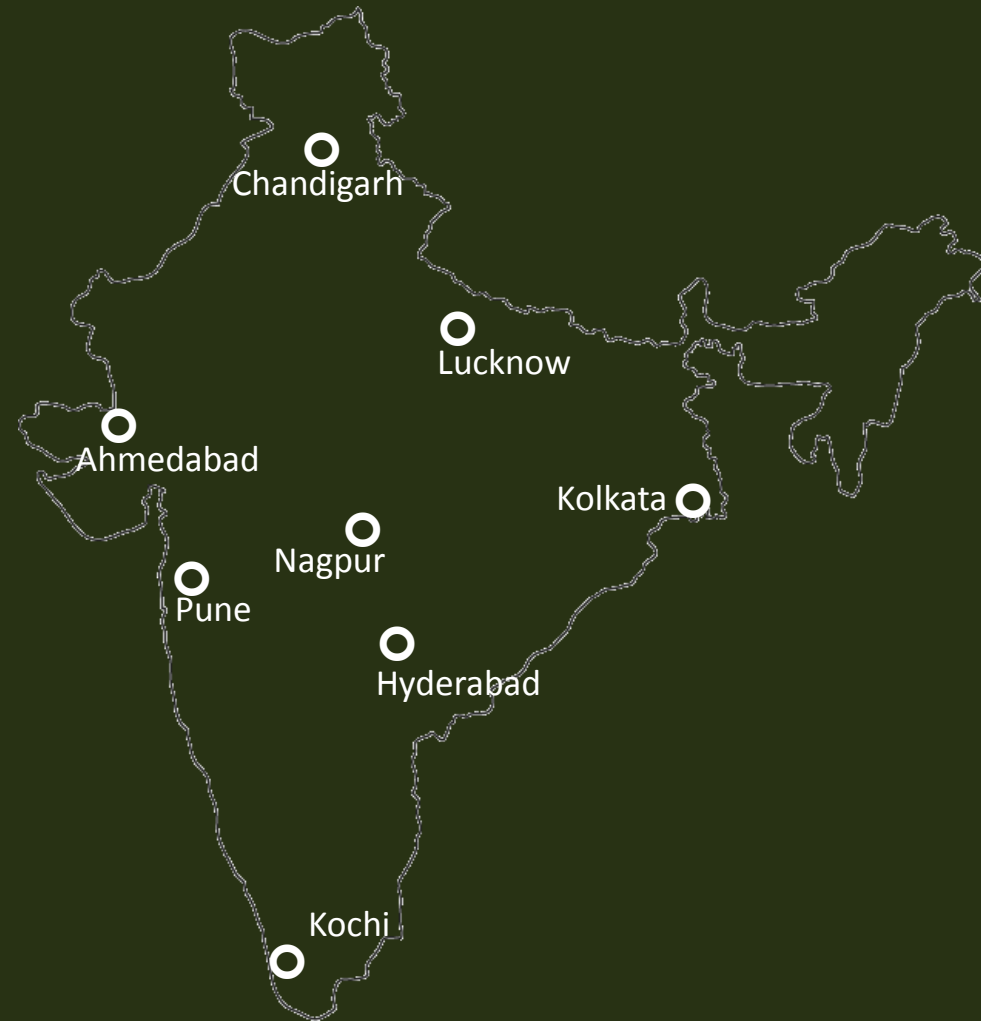 Chandigarh
Lucknow
Ahmedabad
Kolkata
Nagpur
Pune
Hyderabad
Kochi